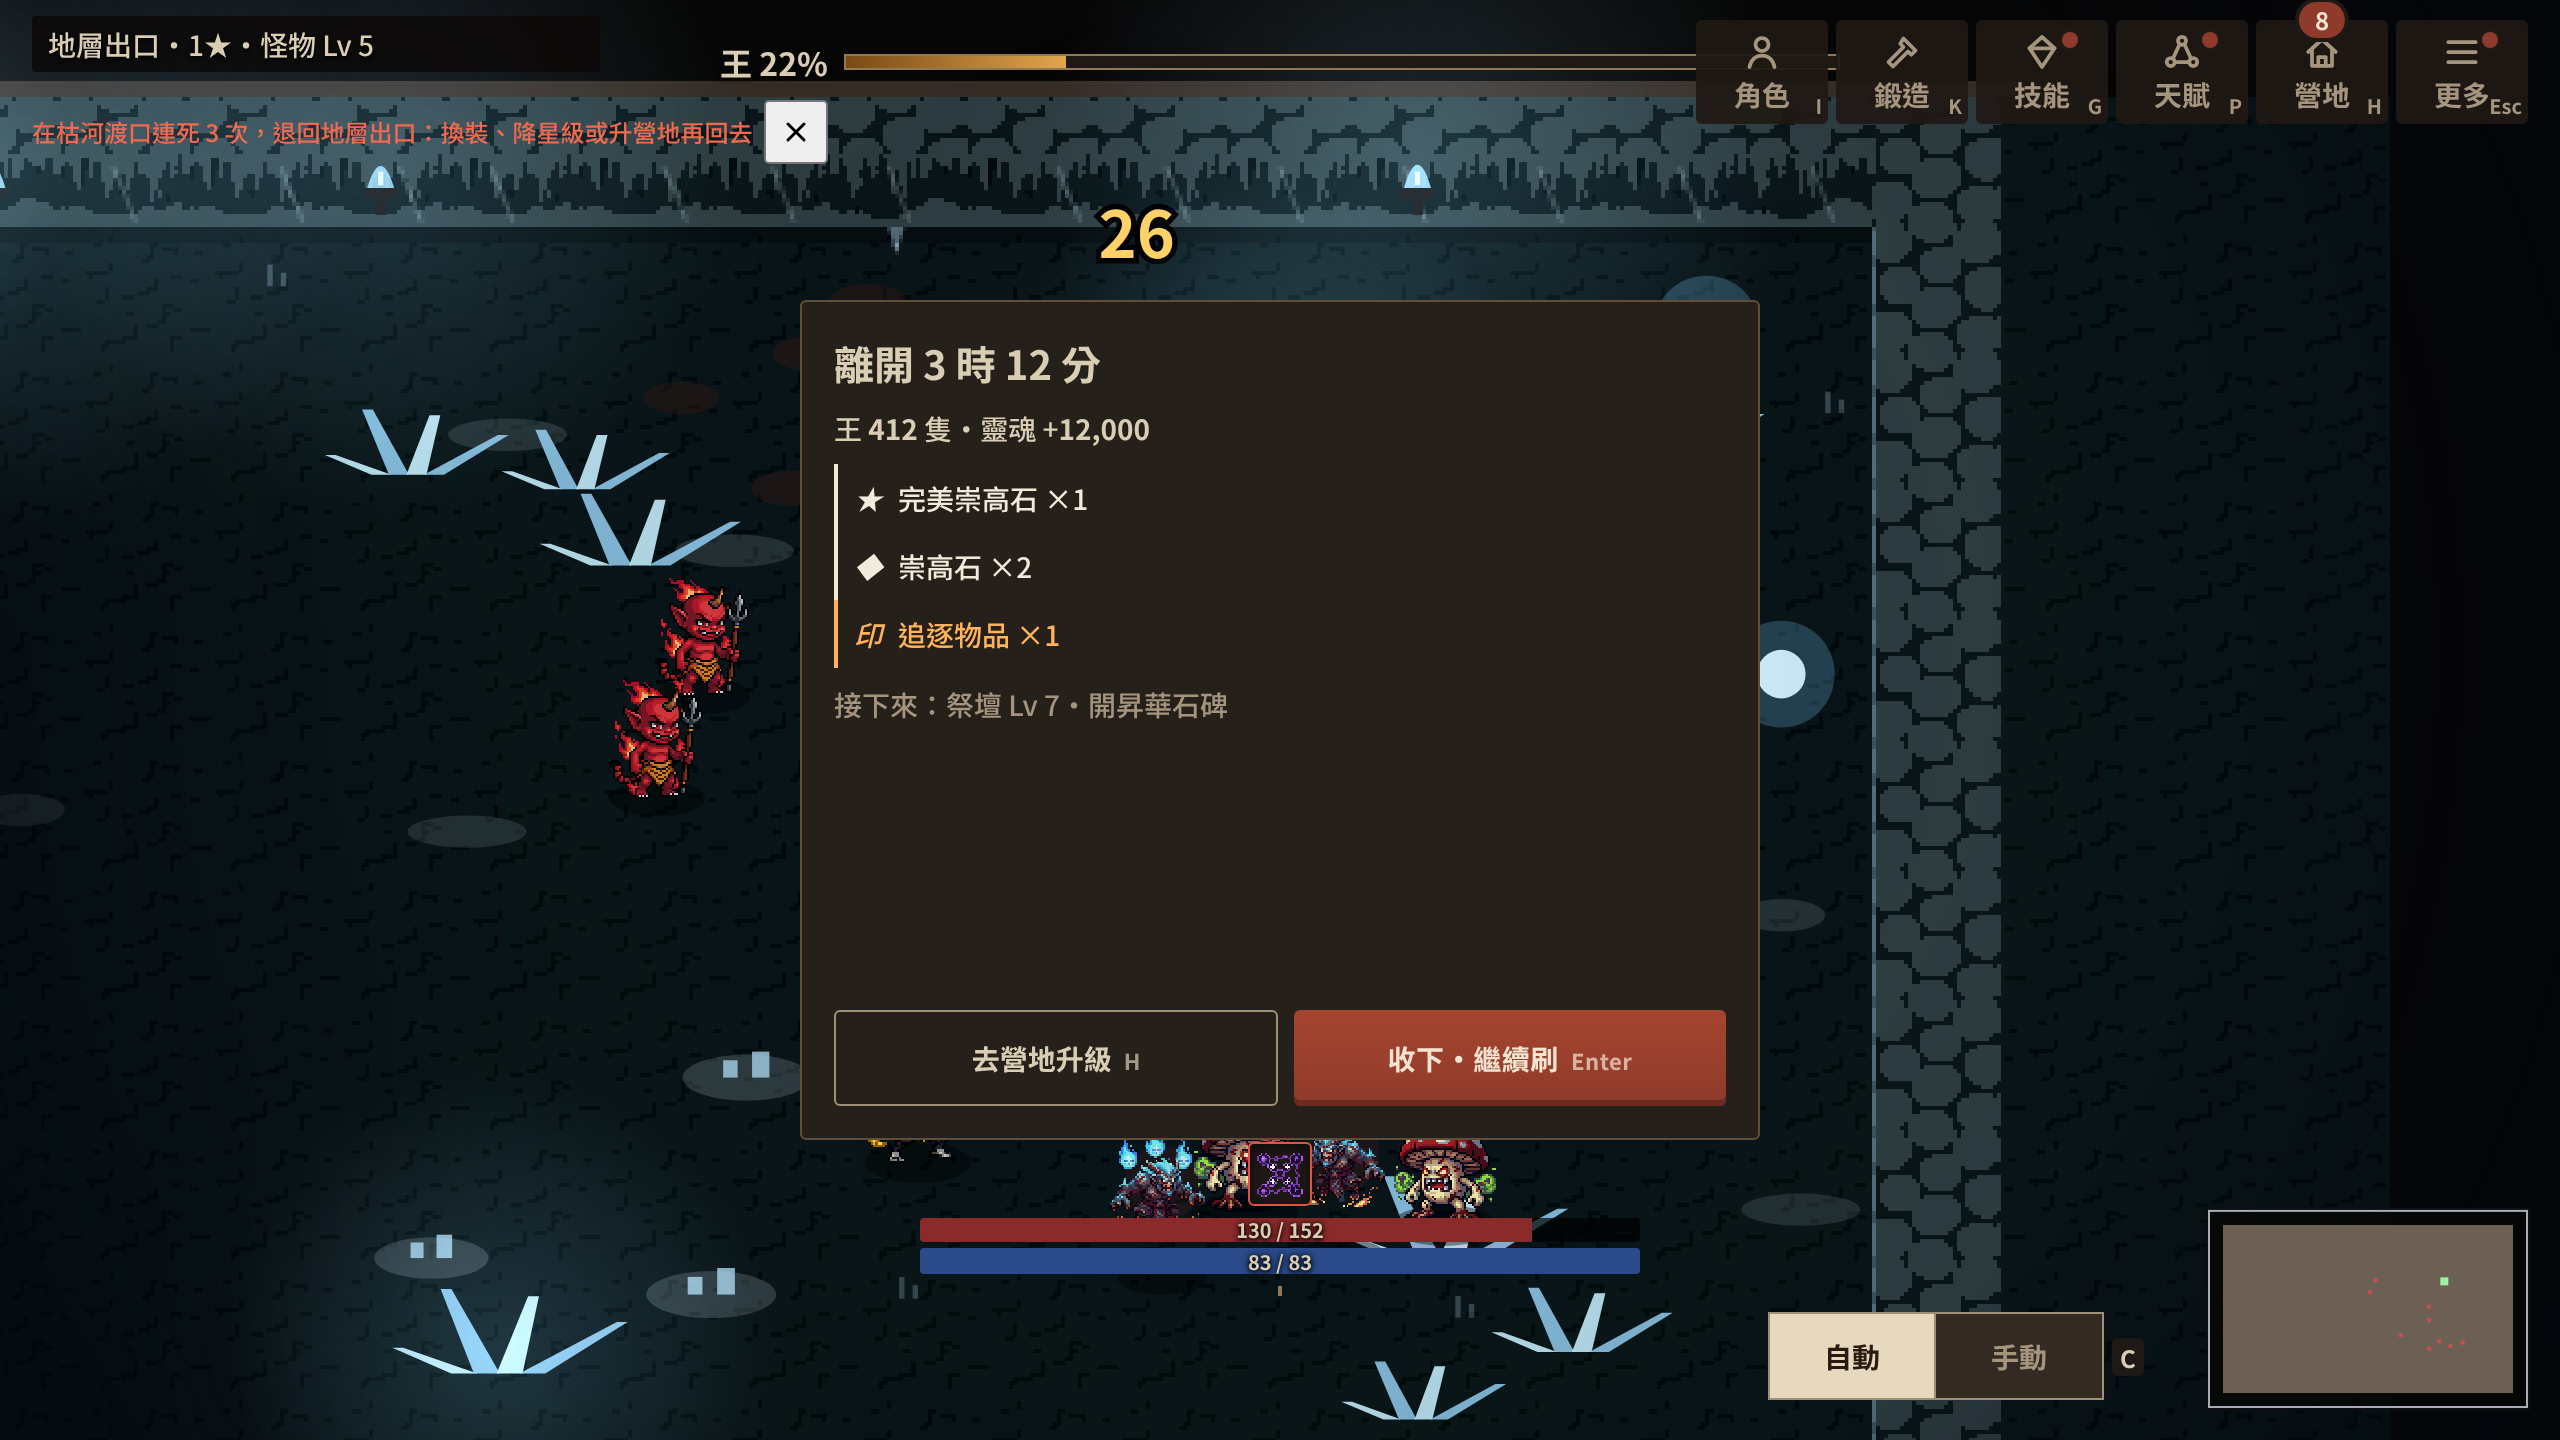 地層出口・1★・怪物 Lv 5
王 22%
角色 I
鍛造 K
技能 G
天賦 P
8
營地 H
更多 Esc
在枯河渡口連死 3 次，退回地層出口：換裝、降星級或升營地再回去 ✕
26
離開 3 時 12 分
王 412 隻・靈魂 +12,000
★ 完美崇高石 ×1
◆ 崇高石 ×2
印 追逐物品 ×1
接下來：祭壇 Lv 7・開昇華石碑
去營地升級 H
收下・繼續刷 Enter
130 / 152
83 / 83
自動
手動
C